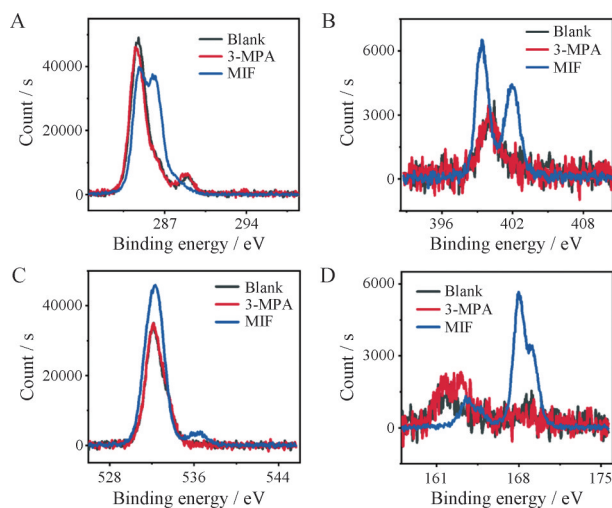 A
Blank
3-MPA
MIF
40000
20000
0
Count / s
287
294
Binding energy / eV
B
Blank
3-MPA
MIF
6000
3000
0
Count / s
396
402
408
Binding energy / eV
C
Blank
3-MPA
MIF
40000
20000
0
Count / s
528
536
544
Binding energy / eV
D
Blank
3-MPA
MIF
6000
3000
0
Count / s
161
168
175
Binding energy / eV